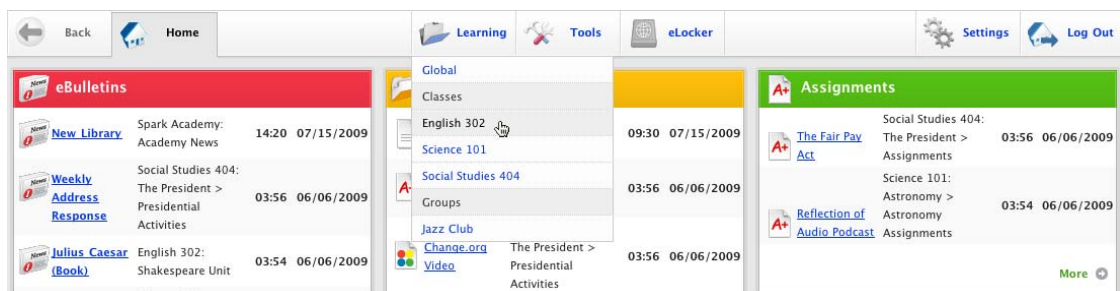 Back
Home
Learning
Tools
eLocker
Settings
Log Out
eBulletins
New Library
Spark Academy:
Academy News
14:20 07/15/2009
Weekly
Address
Response
Social Studies 404:
The President >
Presidential
Activities
03:56 06/06/2009
Julius Caesar
(Book)
English 302:
Shakespeare Unit
03:54 06/06/2009
Global
Classes
English 302
Science 101
Social Studies 404
Groups
Jazz Club
09:30 07/15/2009
03:56 06/06/2009
Change.org
Video
The President >
Presidential
Activities
03:56 06/06/2009
A+ Assignments
A+ The Fair Pay
Act
Social Studies 404:
The President >
Assignments
03:56 06/06/2009
A+ Reflection of
Audio Podcast
Science 101:
Astronomy >
Astronomy
Assignments
03:54 06/06/2009
More